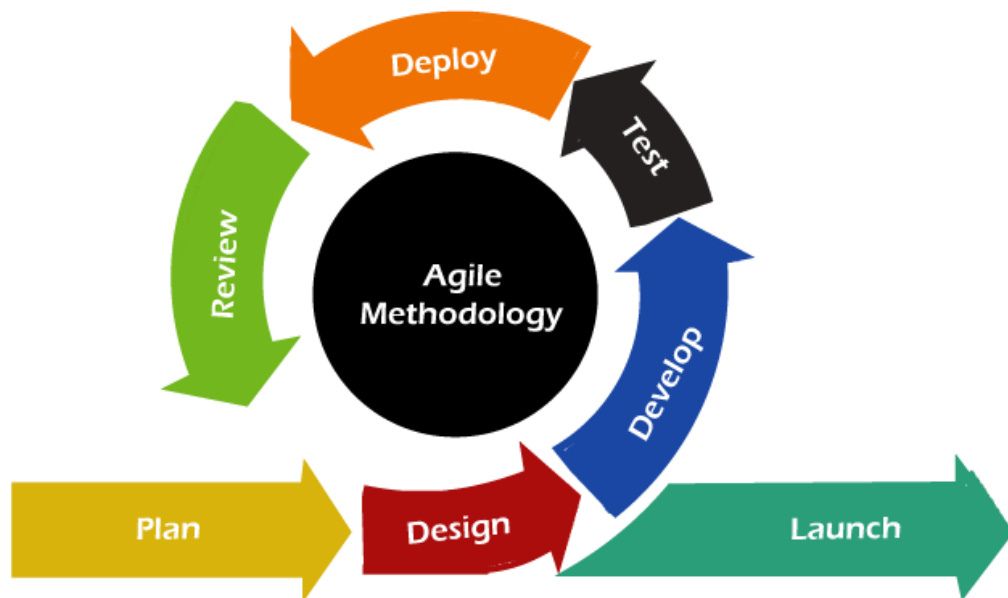 Deploy
Test
Review
Agile
Methodology
Develop
Plan
Design
Launch